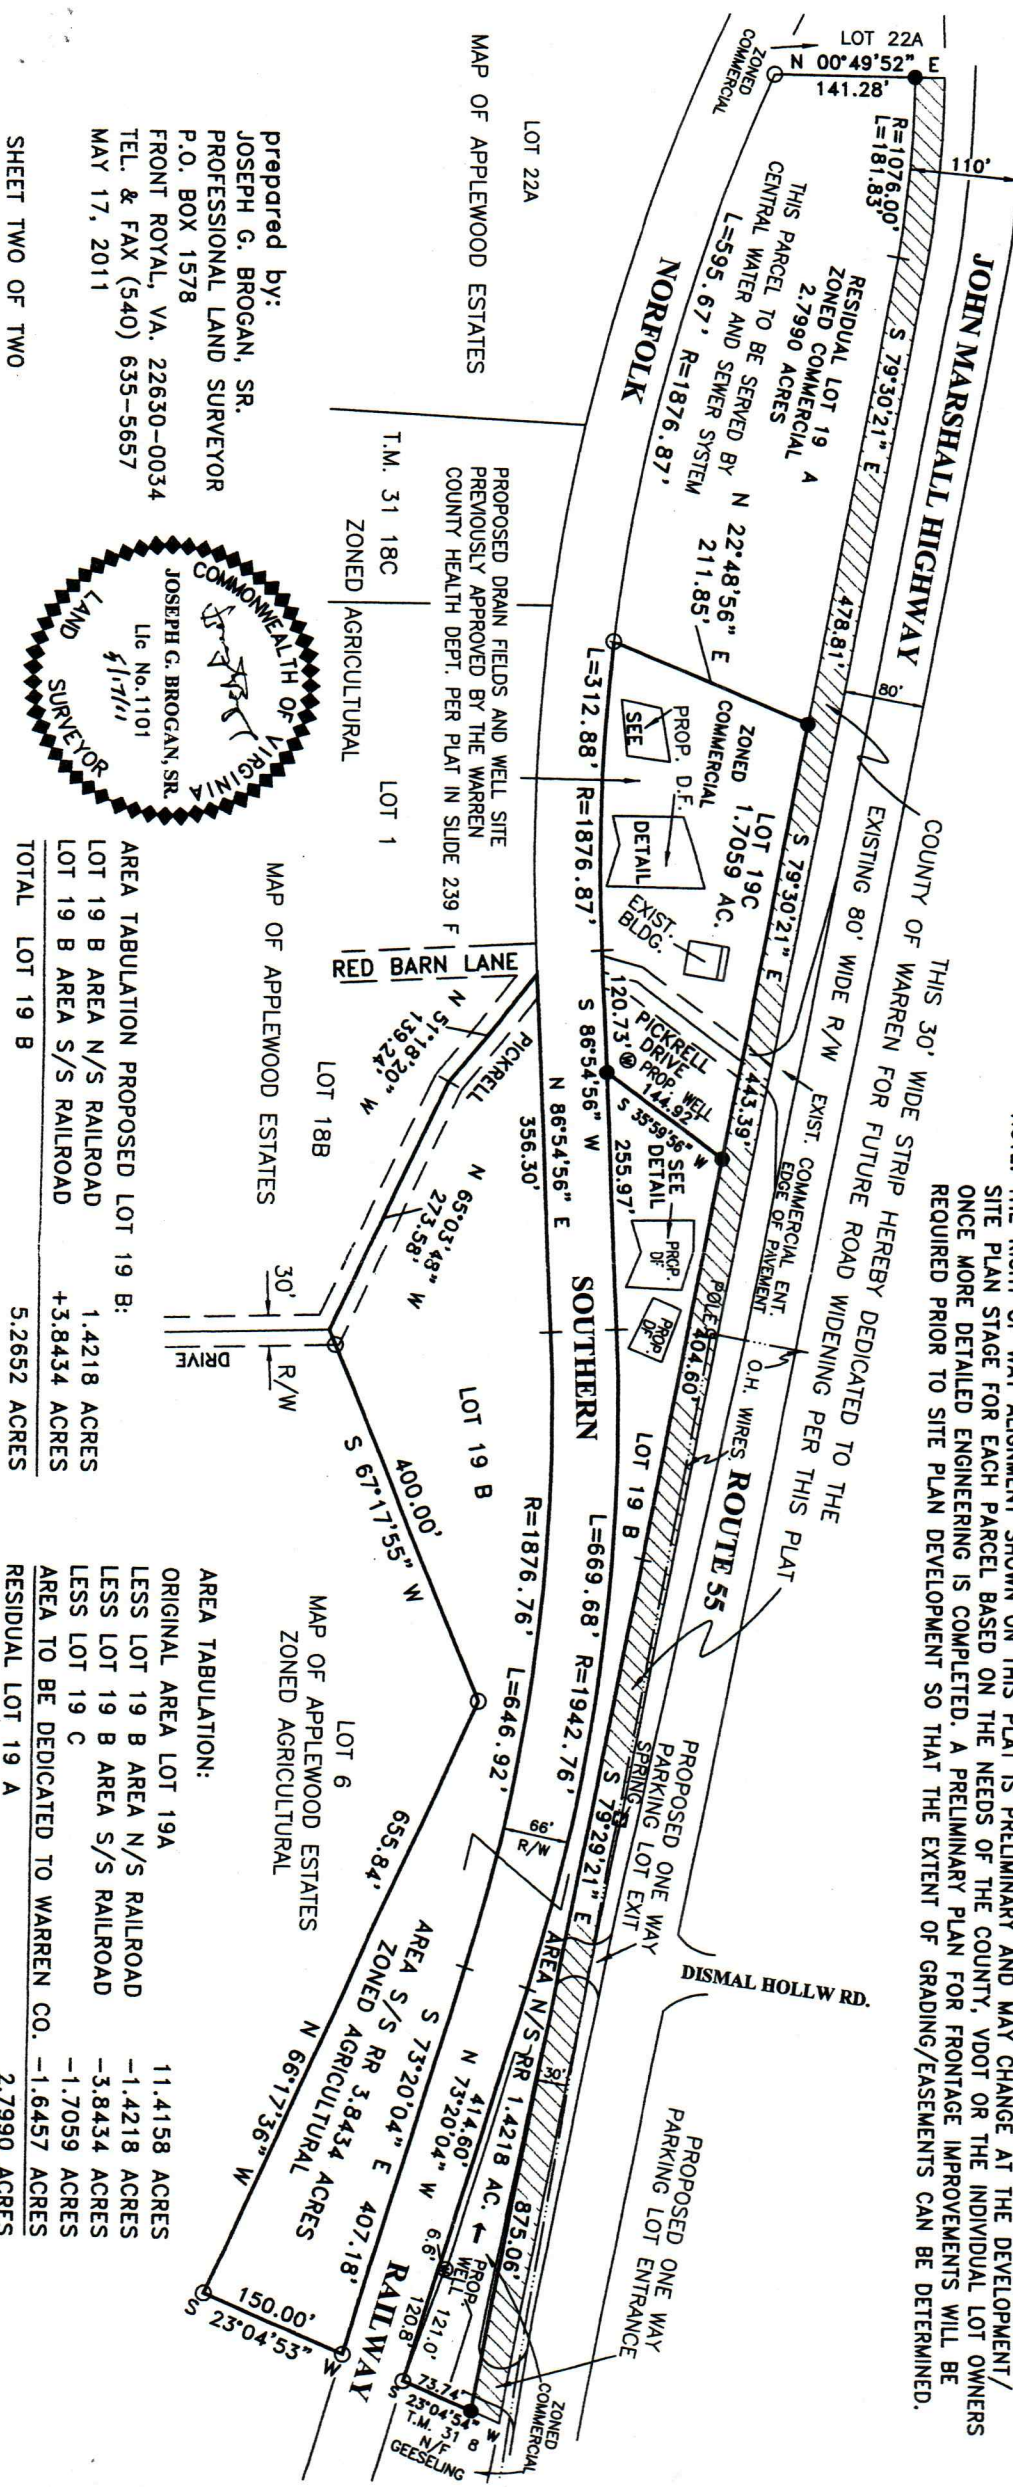 NOTE: THE RIGHT OF WAY ALIGNMENT SHOWN ON THIS PLAT IS PRELIMINARY AND MAY CHANGE AT THE DEVELOPMENT/
SITE PLAN STAGE FOR EACH PARCEL BASED ON THE NEEDS OF THE COUNTY, VDOT OR THE INDIVIDUAL LOT OWNERS
ONCE MORE DETAILED ENGINEERING IS COMPLETED. A PRELIMINARY PLAN FOR FRONTAGE IMPROVEMENTS WILL BE
REQUIRED PRIOR TO SITE PLAN DEVELOPMENT SO THAT THE EXTENT OF GRADING/EASEMENTS CAN BE DETERMINED.
LOT 22A
N 00°49'52" E
141.28'
ZONED
COMMERCIAL
110'
R=1076.00'
L=181.83'
JOHN MARSHALL HIGHWAY
S 79°30'21" E
478.81'
80'
RESIDUAL LOT 19 A
ZONED COMMERCIAL
2.7990 ACRES
THIS PARCEL TO BE SERVED BY
CENTRAL WATER AND SEWER SYSTEM
L=595.67' R=1876.87'
N 22°48'56" E
211.85'
NORFOLK
THIS 30' WIDE STRIP HEREBY DEDICATED TO THE
COUNTY OF WARREN FOR FUTURE ROAD WIDENING PER THIS PLAT
EXISTING 80' WIDE R/W
EXIST. COMMERCIAL ENT.
EDGE OF PAVEMENT
POLE
O.H. WIRES
ROUTE 55
LOT 19C
ZONED 1.7059 AC.
COMMERCIAL
S 79°30'21" E
443.39'
PROP. D.F.
SEE
DETAIL
EXIST.
BLDG.
L=312.88' R=1876.87'
PICKRELL
DRIVE
PROP. WELL
120.73'
144.92'
S 35°59'56" W
S 86°54'56" W
255.97'
SEE
DETAIL
PROP.
DF
PROP.
DF.
404.60'
LOT 19 B
SOUTHERN
L=669.68' R=1942.76'
S 79°29'21" E
SPRING
PROPOSED ONE WAY
PARKING LOT EXIT
DISMAL HOLLW RD.
PROPOSED ONE WAY
PARKING LOT ENTRANCE
AREA N/S RR 1.4218 AC.
30'
875.06'
N 73°20'04" W
414.60'
6.6'
PROP.
WELL
121.0'
120.8'
73.74'
S 23°04'54" W
T.M. 31 8
N/F
GEESELING
ZONED
COMMERCIAL
RAILWAY
LOT 22A
MAP OF APPLEWOOD ESTATES
T.M. 31 18C
ZONED AGRICULTURAL
LOT 1
PROPOSED DRAIN FIELDS AND WELL SITE
PREVIOUSLY APPROVED BY THE WARREN
COUNTY HEALTH DEPT. PER PLAT IN SLIDE 239 F
RED BARN LANE
PICKRELL
N 51°18'20" W
139.24'
N 65°03'48" W
273.58'
LOT 18B
MAP OF APPLEWOOD ESTATES
30'
R/W
DRIVE
N 86°54'56" E
356.30'
LOT 19 B
400.00'
S 67°17'55" W
R=1876.76' L=646.92'
66'
R/W
LOT 6
MAP OF APPLEWOOD ESTATES
ZONED AGRICULTURAL
655.84'
N 66°17'36" W
S 73°20'04" E 407.18'
AREA S/S RR 3.8434 ACRES
ZONED AGRICULTURAL
150.00'
S 23°04'53" W
prepared by:
JOSEPH G. BROGAN, SR.
PROFESSIONAL LAND SURVEYOR
P.O. BOX 1578
FRONT ROYAL, VA. 22630-0034
TEL. & FAX (540) 635-5657
MAY 17, 2011
SHEET TWO OF TWO
COMMONWEALTH OF VIRGINIA
JOSEPH G. BROGAN, SR.
Lic No.1101
5/17/11
LAND SURVEYOR
AREA TABULATION PROPOSED LOT 19 B:
LOT 19 B AREA N/S RAILROAD 1.4218 ACRES
LOT 19 B AREA S/S RAILROAD +3.8434 ACRES
TOTAL LOT 19 B 5.2652 ACRES
AREA TABULATION:
ORIGINAL AREA LOT 19A 11.4158 ACRES
LESS LOT 19 B AREA N/S RAILROAD -1.4218 ACRES
LESS LOT 19 B AREA S/S RAILROAD -3.8434 ACRES
LESS LOT 19 C -1.7059 ACRES
AREA TO BE DEDICATED TO WARREN CO. -1.6457 ACRES
RESIDUAL LOT 19 A 2.7990 ACRES